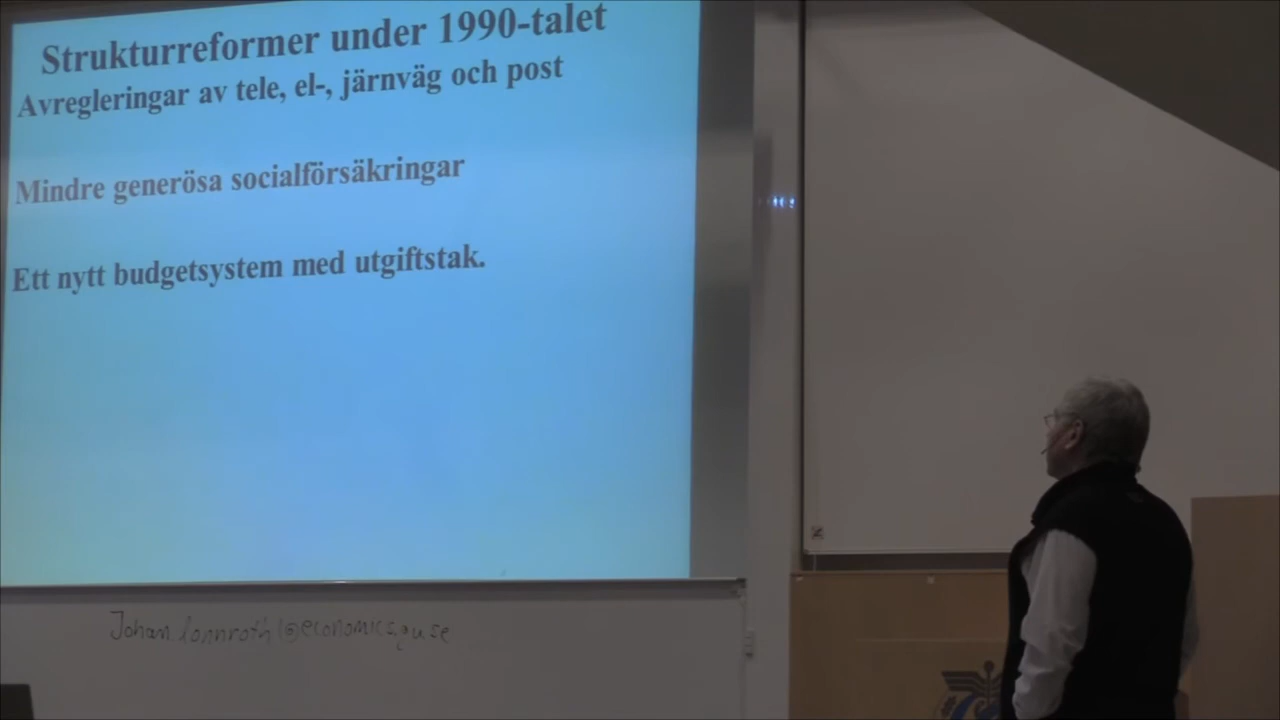 Strukturreformer under 1990-talet
Avregleringar av tele, el-, järnväg och post
Mindre generösa socialförsäkringar
Ett nytt budgetsystem med utgiftstak.
Johan lonnroth@economics.gu.se